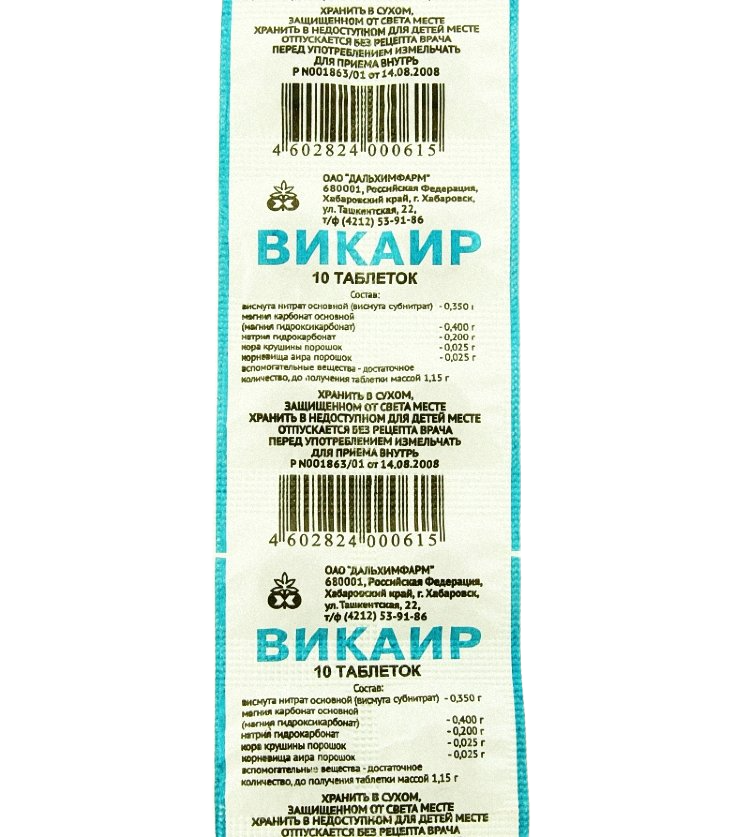 ХРАНИТЬ В СУХОМ,
ЗАЩИЩЕННОМ ОТ СВЕТА МЕСТЕ
ХРАНИТЬ В НЕДОСТУПНОМ ДЛЯ ДЕТЕЙ МЕСТЕ
ОТПУСКАЕТСЯ БЕЗ РЕЦЕПТА ВРАЧА
ПЕРЕД УПОТРЕБЛЕНИЕМ ИЗМЕЛЬЧАТЬ
ДЛЯ ПРИЕМА ВНУТРЬ
Р N001863/01 от 14.08.2008
4 602824 000615
ОАО "ДАЛЬХИМФАРМ"
680001, Российская Федерация,
Хабаровский край, г. Хабаровск,
ул. Ташкентская, 22,
т/ф (4212) 53-91-86
ВИКАИР
10 ТАБЛЕТОК
Состав:
висмута нитрат основной (висмута субнитрат) - 0,350 г
магния карбонат основной
(магния гидроксикарбонат) - 0,400 г
натрия гидрокарбонат - 0,200 г
кора крушины порошок - 0,025 г
корневища аира порошок - 0,025 г
вспомогательные вещества - достаточное
количество, до получения таблетки массой 1,15 г
ХРАНИТЬ В СУХОМ,
ЗАЩИЩЕННОМ ОТ СВЕТА МЕСТЕ
ХРАНИТЬ В НЕДОСТУПНОМ ДЛЯ ДЕТЕЙ МЕСТЕ
ОТПУСКАЕТСЯ БЕЗ РЕЦЕПТА ВРАЧА
ПЕРЕД УПОТРЕБЛЕНИЕМ ИЗМЕЛЬЧАТЬ
ДЛЯ ПРИЕМА ВНУТРЬ
Р N001863/01 от 14.08.2008
4 602824 000615
ОАО "ДАЛЬХИМФАРМ"
680001, Российская Федерация,
Хабаровский край, г. Хабаровск,
ул. Ташкентская, 22,
т/ф (4212) 53-91-86
ВИКАИР
10 ТАБЛЕТОК
Состав:
висмута нитрат основной (висмута субнитрат) - 0,350 г
магния карбонат основной
(магния гидроксикарбонат) - 0,400 г
натрия гидрокарбонат - 0,200 г
кора крушины порошок - 0,025 г
корневища аира порошок - 0,025 г
вспомогательные вещества - достаточное
количество, до получения таблетки массой 1,15 г
ХРАНИТЬ В СУХОМ,
ЗАЩИЩЕННОМ ОТ СВЕТА МЕСТЕ
ХРАНИТЬ В НЕДОСТУПНОМ ДЛЯ ДЕТЕЙ МЕСТЕ
ОТПУСКАЕТСЯ БЕЗ РЕЦЕПТА ВРАЧА